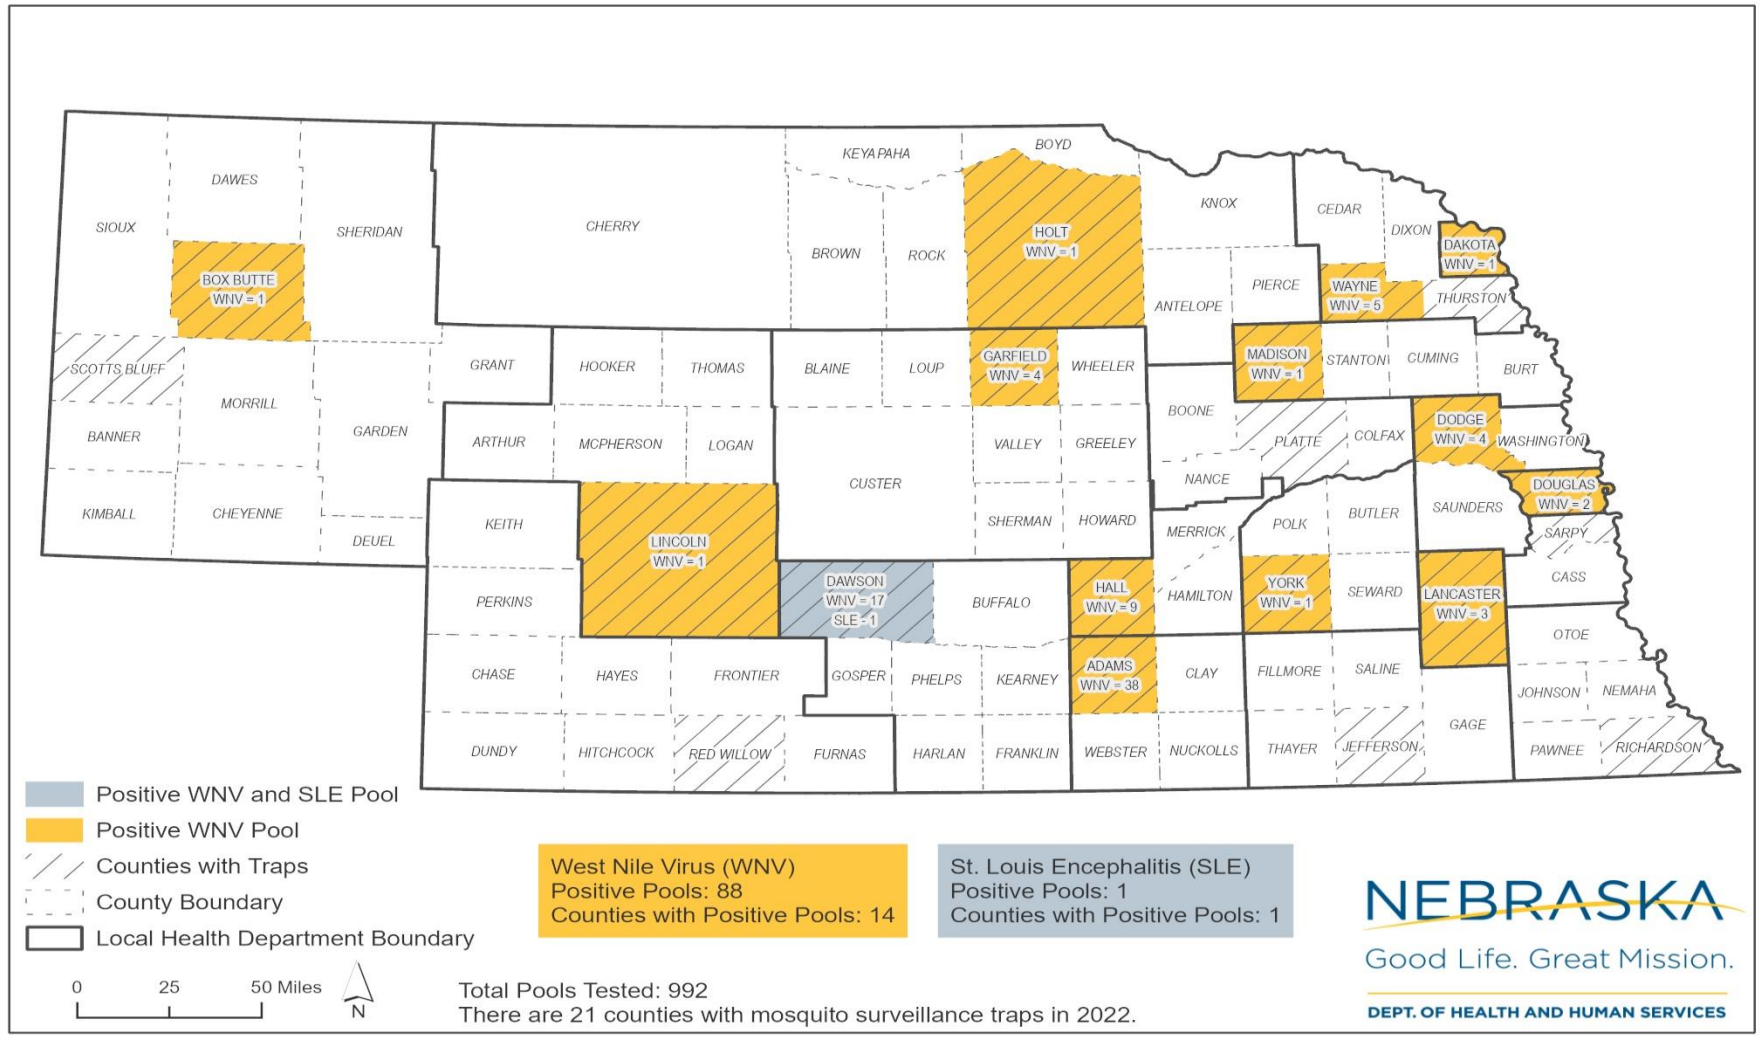 BOYD
KEYA PAHA
DAWES
KNOX
CEDAR
SIOUX
SHERIDAN
CHERRY
HOLT
WNV = 1
DIXON
BROWN
ROCK
DAKOTA
WNV = 1
BOX BUTTE
WNV = 1
PIERCE
WAYNE
WNV = 5
THURSTON
ANTELOPE
SCOTTS BLUFF
GRANT
HOOKER
THOMAS
BLAINE
LOUP
GARFIELD
WNV = 4
WHEELER
MADISON
WNV = 1
STANTON
CUMING
BURT
MORRILL
BOONE
BANNER
GARDEN
ARTHUR
MCPHERSON
LOGAN
VALLEY
GREELEY
PLATTE
COLFAX
DODGE
WNV = 4
WASHINGTON
CUSTER
NANCE
DOUGLAS
WNV = 2
KIMBALL
CHEYENNE
KEITH
SHERMAN
HOWARD
MERRICK
POLK
BUTLER
SAUNDERS
SARPY
DEUEL
LINCOLN
WNV = 1
CASS
PERKINS
DAWSON
WNV = 17
SLE - 1
BUFFALO
HALL
WNV = 9
HAMILTON
YORK
WNV = 1
SEWARD
LANCASTER
WNV = 3
OTOE
CHASE
HAYES
FRONTIER
GOSPER
PHELPS
KEARNEY
ADAMS
WNV = 38
CLAY
FILLMORE
SALINE
JOHNSON
NEMAHA
GAGE
DUNDY
HITCHCOCK
RED WILLOW
FURNAS
HARLAN
FRANKLIN
WEBSTER
NUCKOLLS
THAYER
JEFFERSON
PAWNEE
RICHARDSON
Positive WNV and SLE Pool
Positive WNV Pool
Counties with Traps
County Boundary
Local Health Department Boundary
0 25 50 Miles
N
West Nile Virus (WNV)
Positive Pools: 88
Counties with Positive Pools: 14
St. Louis Encephalitis (SLE)
Positive Pools: 1
Counties with Positive Pools: 1
Total Pools Tested: 992
There are 21 counties with mosquito surveillance traps in 2022.
NEBRASKA
Good Life. Great Mission.
DEPT. OF HEALTH AND HUMAN SERVICES